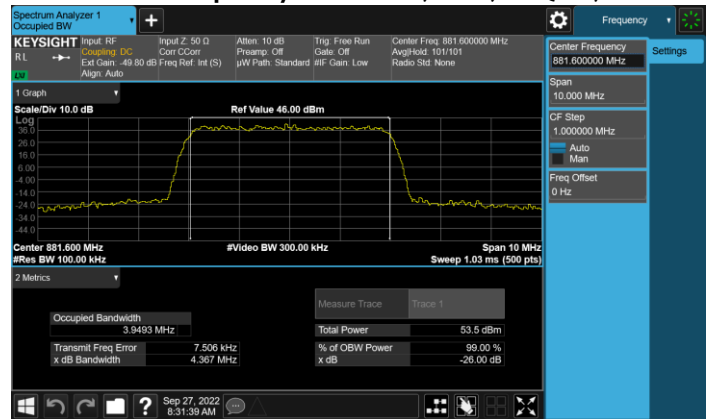 Spectrum Analyzer 1
Occupied BW
Frequency
KEYSIGHT
RL
LXI
Input: RF
Coupling: DC
Ext Gain: -49.80 dB
Align: Auto
Input Z: 50 Ω
Corr CCorr
Freq Ref: Int (S)
Atten: 10 dB
Preamp: Off
µW Path: Standard
Trig: Free Run
Gate: Off
#IF Gain: Low
Center Freq: 881.600000 MHz
Avg|Hold: 101/101
Radio Std: None
Center Frequency
881.600000 MHz
Settings
Span
10.000 MHz
CF Step
1.000000 MHz
Auto
Man
Freq Offset
0 Hz
1 Graph
Scale/Div 10.0 dB
Ref Value 46.00 dBm
Log
36.0
26.0
16.0
6.00
-4.00
-14.0
-24.0
-34.0
-44.0
Center 881.600 MHz
#Video BW 300.00 kHz
Span 10 MHz
#Res BW 100.00 kHz
Sweep 1.03 ms (500 pts)
2 Metrics
Measure Trace
Trace 1
Occupied Bandwidth
3.9493 MHz
Total Power
53.5 dBm
Transmit Freq Error
7.506 kHz
% of OBW Power
99.00 %
x dB Bandwidth
4.367 MHz
x dB
-26.00 dB
?
Sep 27, 2022
8:31:39 AM